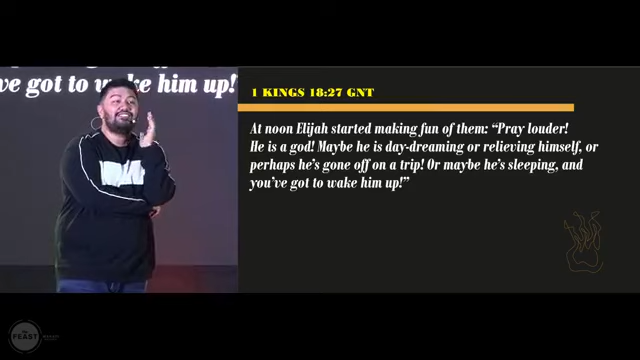 ve got to wake him up!"
1 KINGS 18:27 GNT
At noon Elijah started making fun of them: “Pray louder!
He is a god! Maybe he is day-dreaming or relieving himself, or
perhaps he’s gone off on a trip! Or maybe he’s sleeping, and
you’ve got to wake him up!”
FEAST